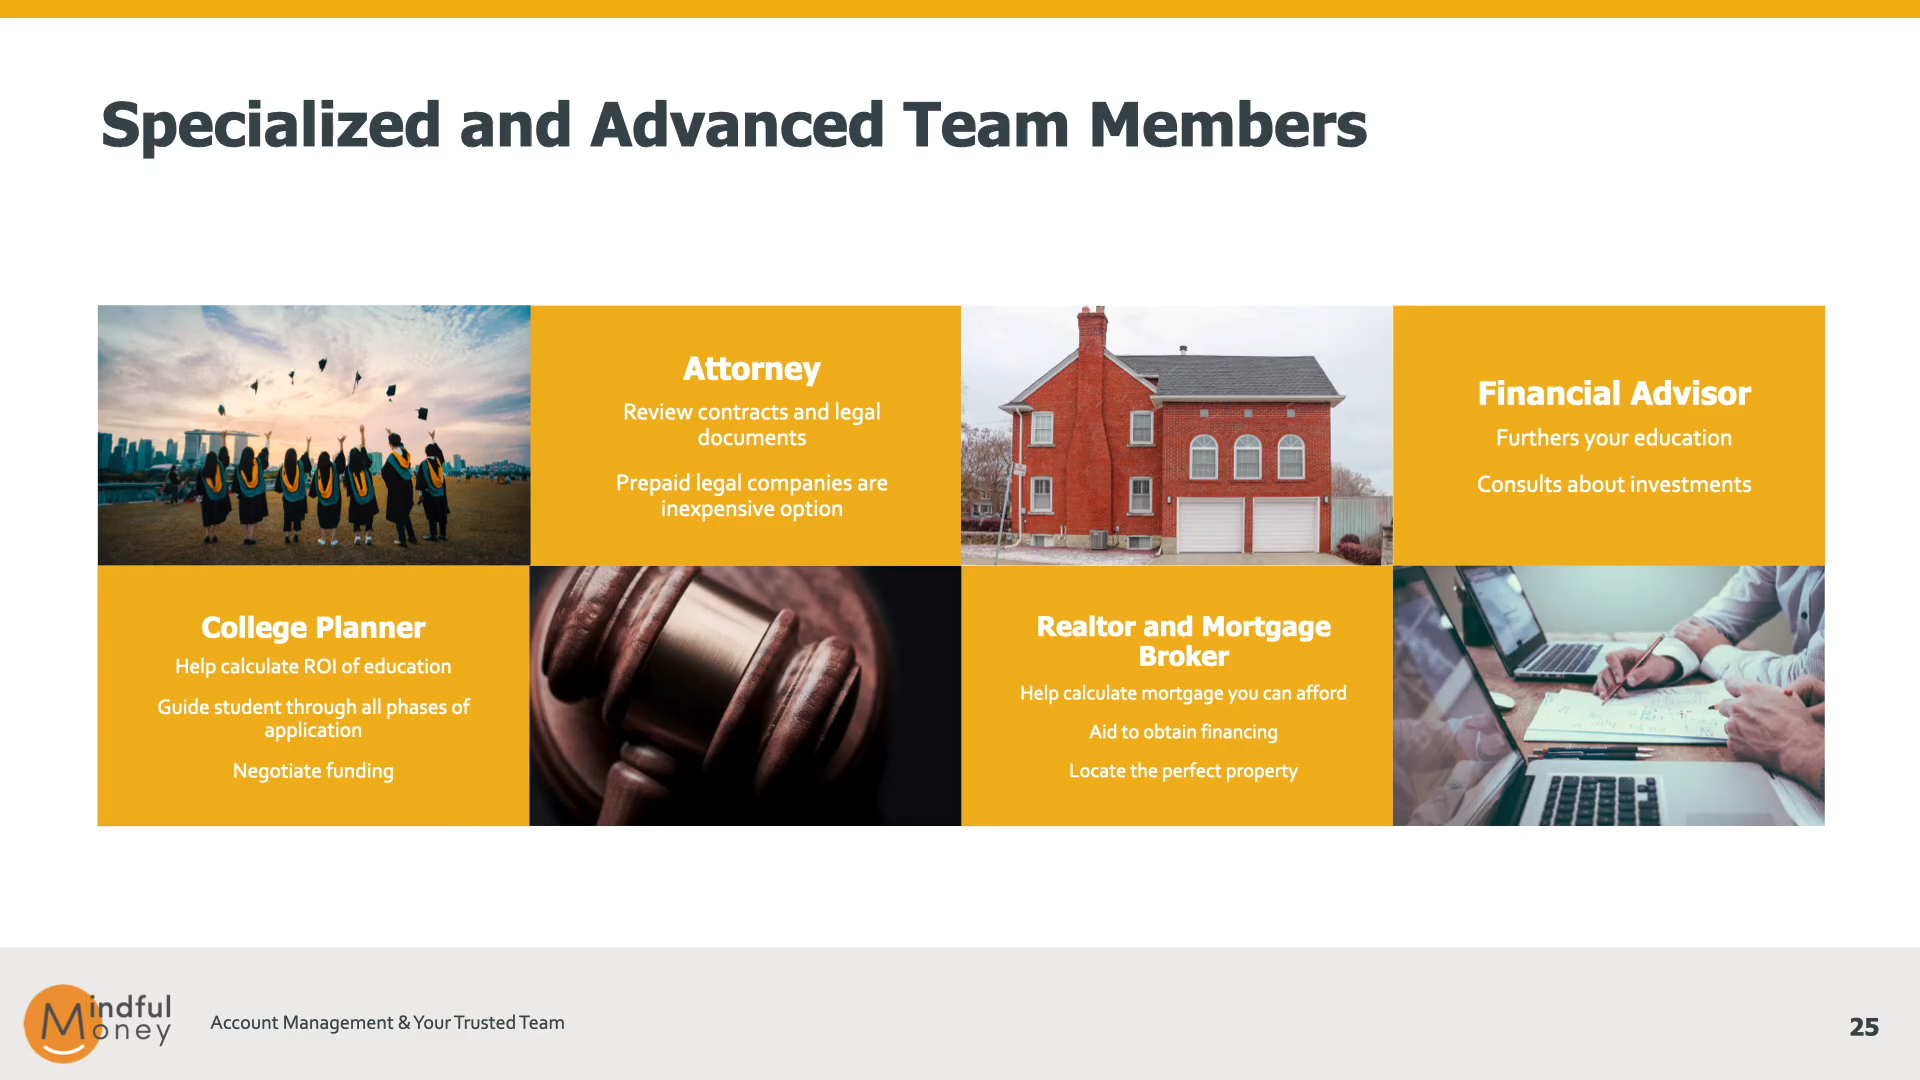 Specialized and Advanced Team Members
Attorney
Review contracts and legal
documents
Prepaid legal companies are
inexpensive option
Financial Advisor
Furthers your education
Consults about investments
College Planner
Help calculate ROI of education
Guide student through all phases of
application
Negotiate funding
Realtor and Mortgage
Broker
Help calculate mortgage you can afford
Aid to obtain financing
Locate the perfect property
Mindful
Money
Account Management & Your Trusted Team
25